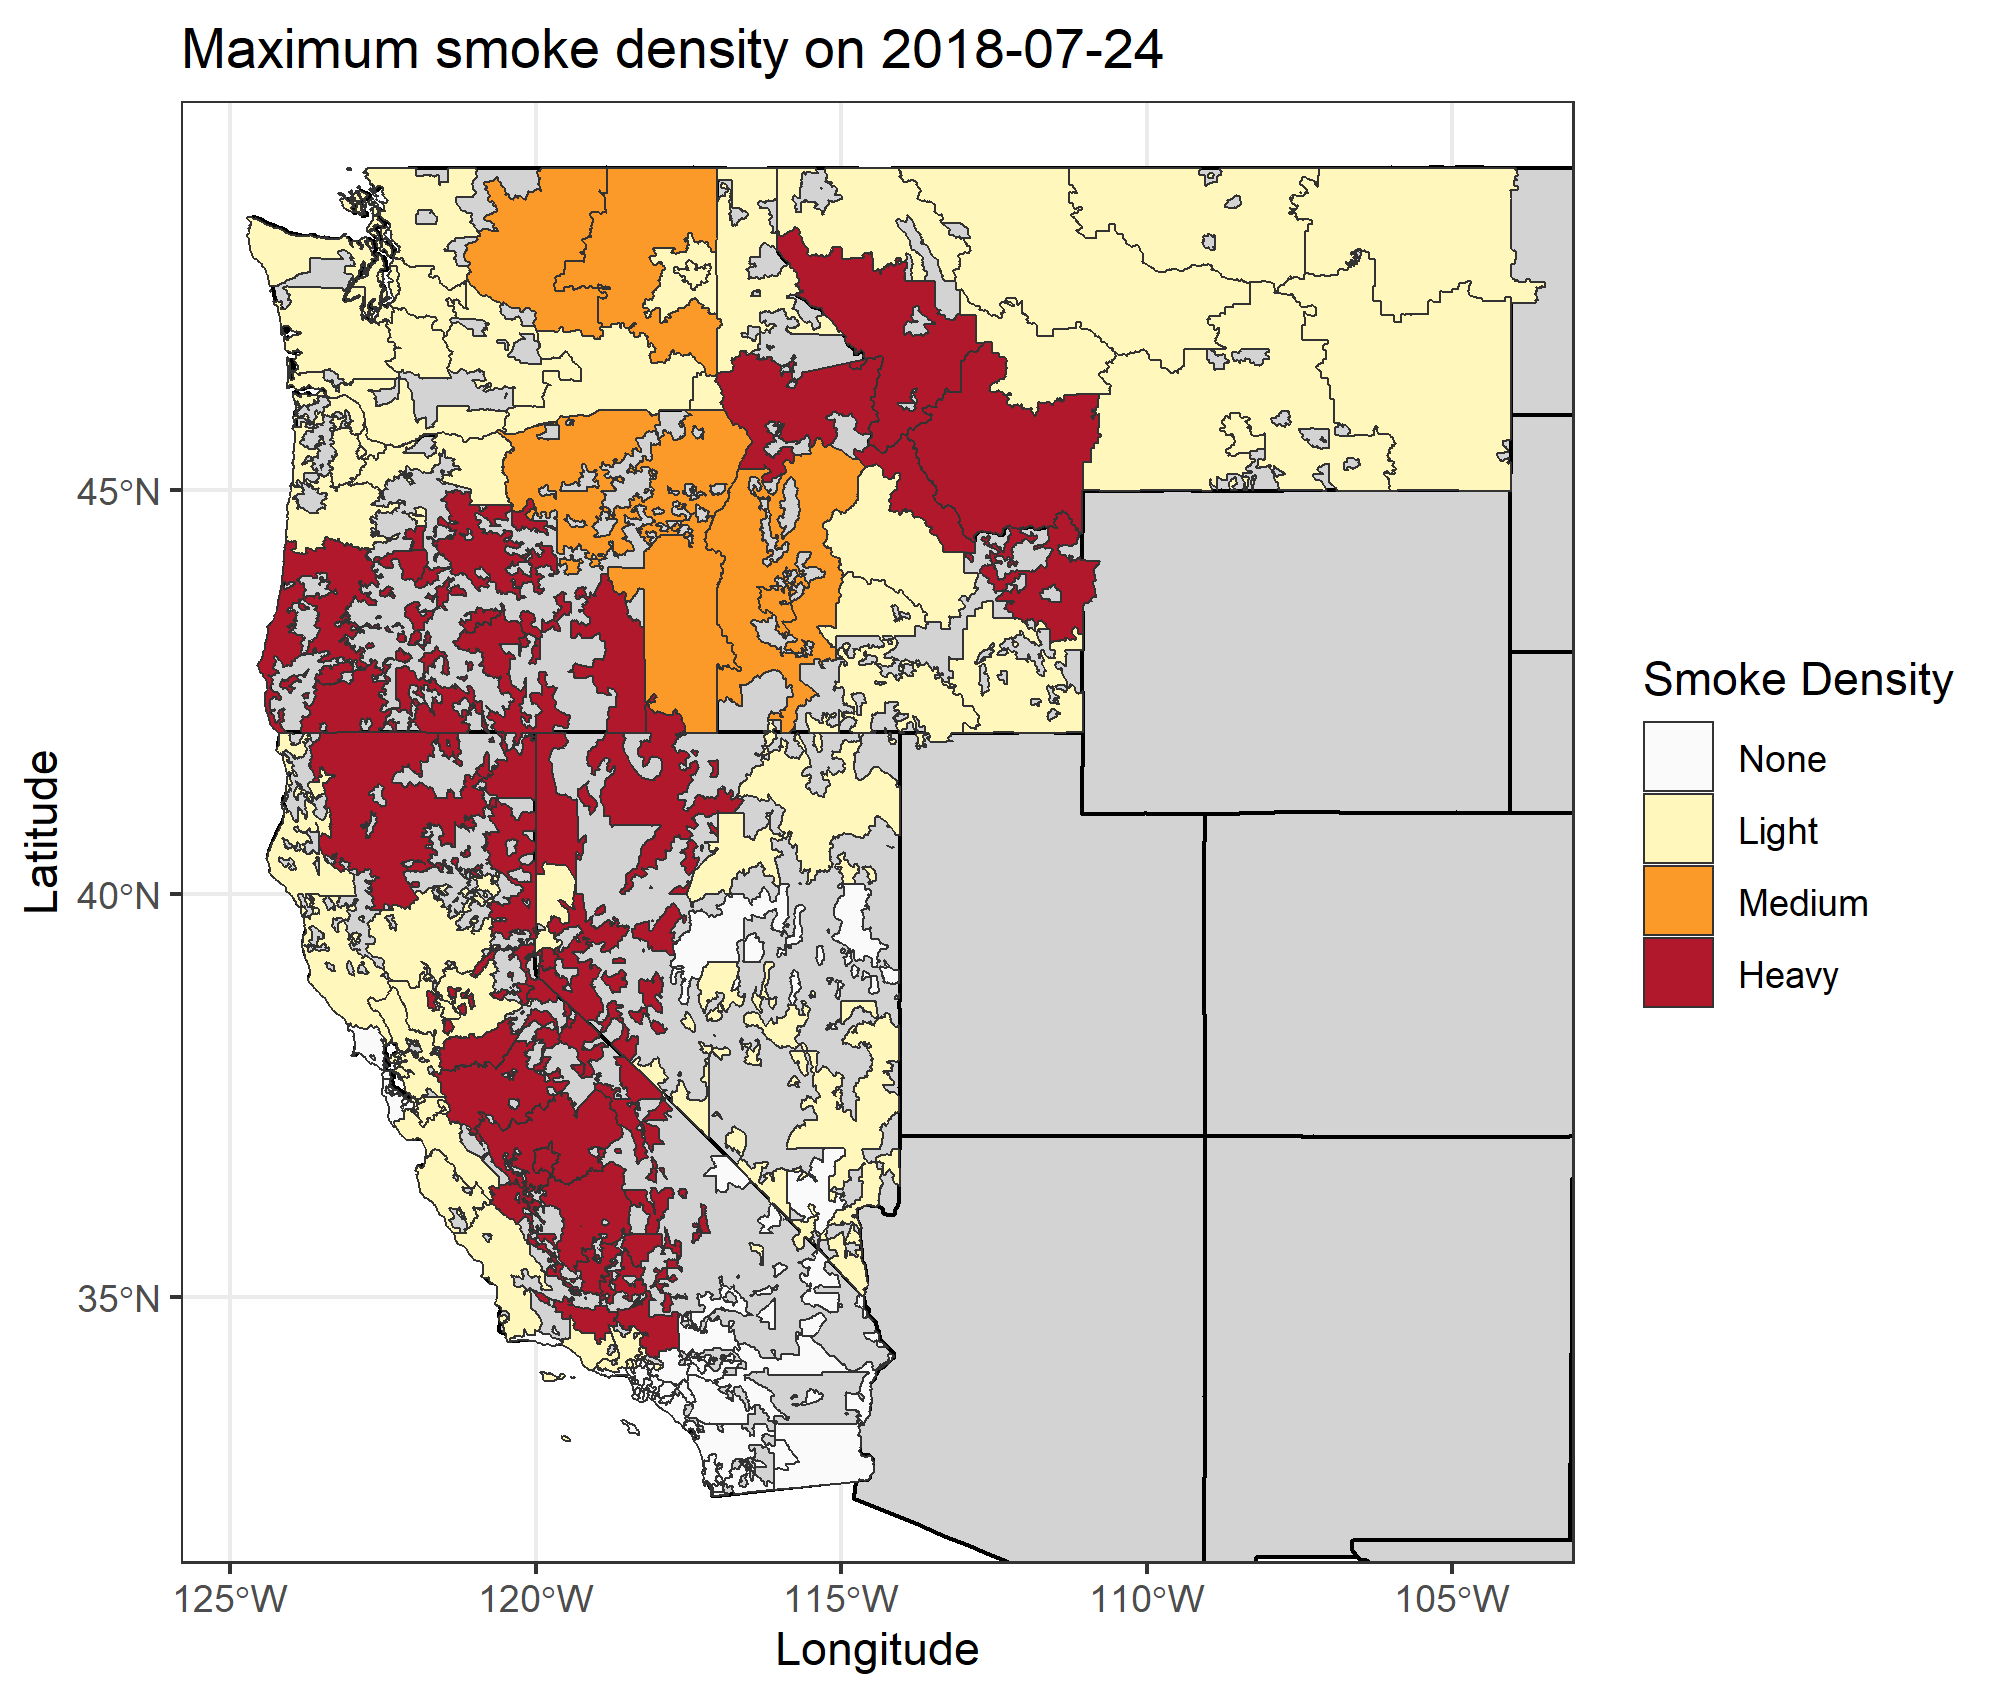 Maximum smoke density on 2018-07-24
45°N
40°N
35°N
Latitude
125°W
120°W
115°W
110°W
105°W
Longitude
Smoke Density
None
Light
Medium
Heavy